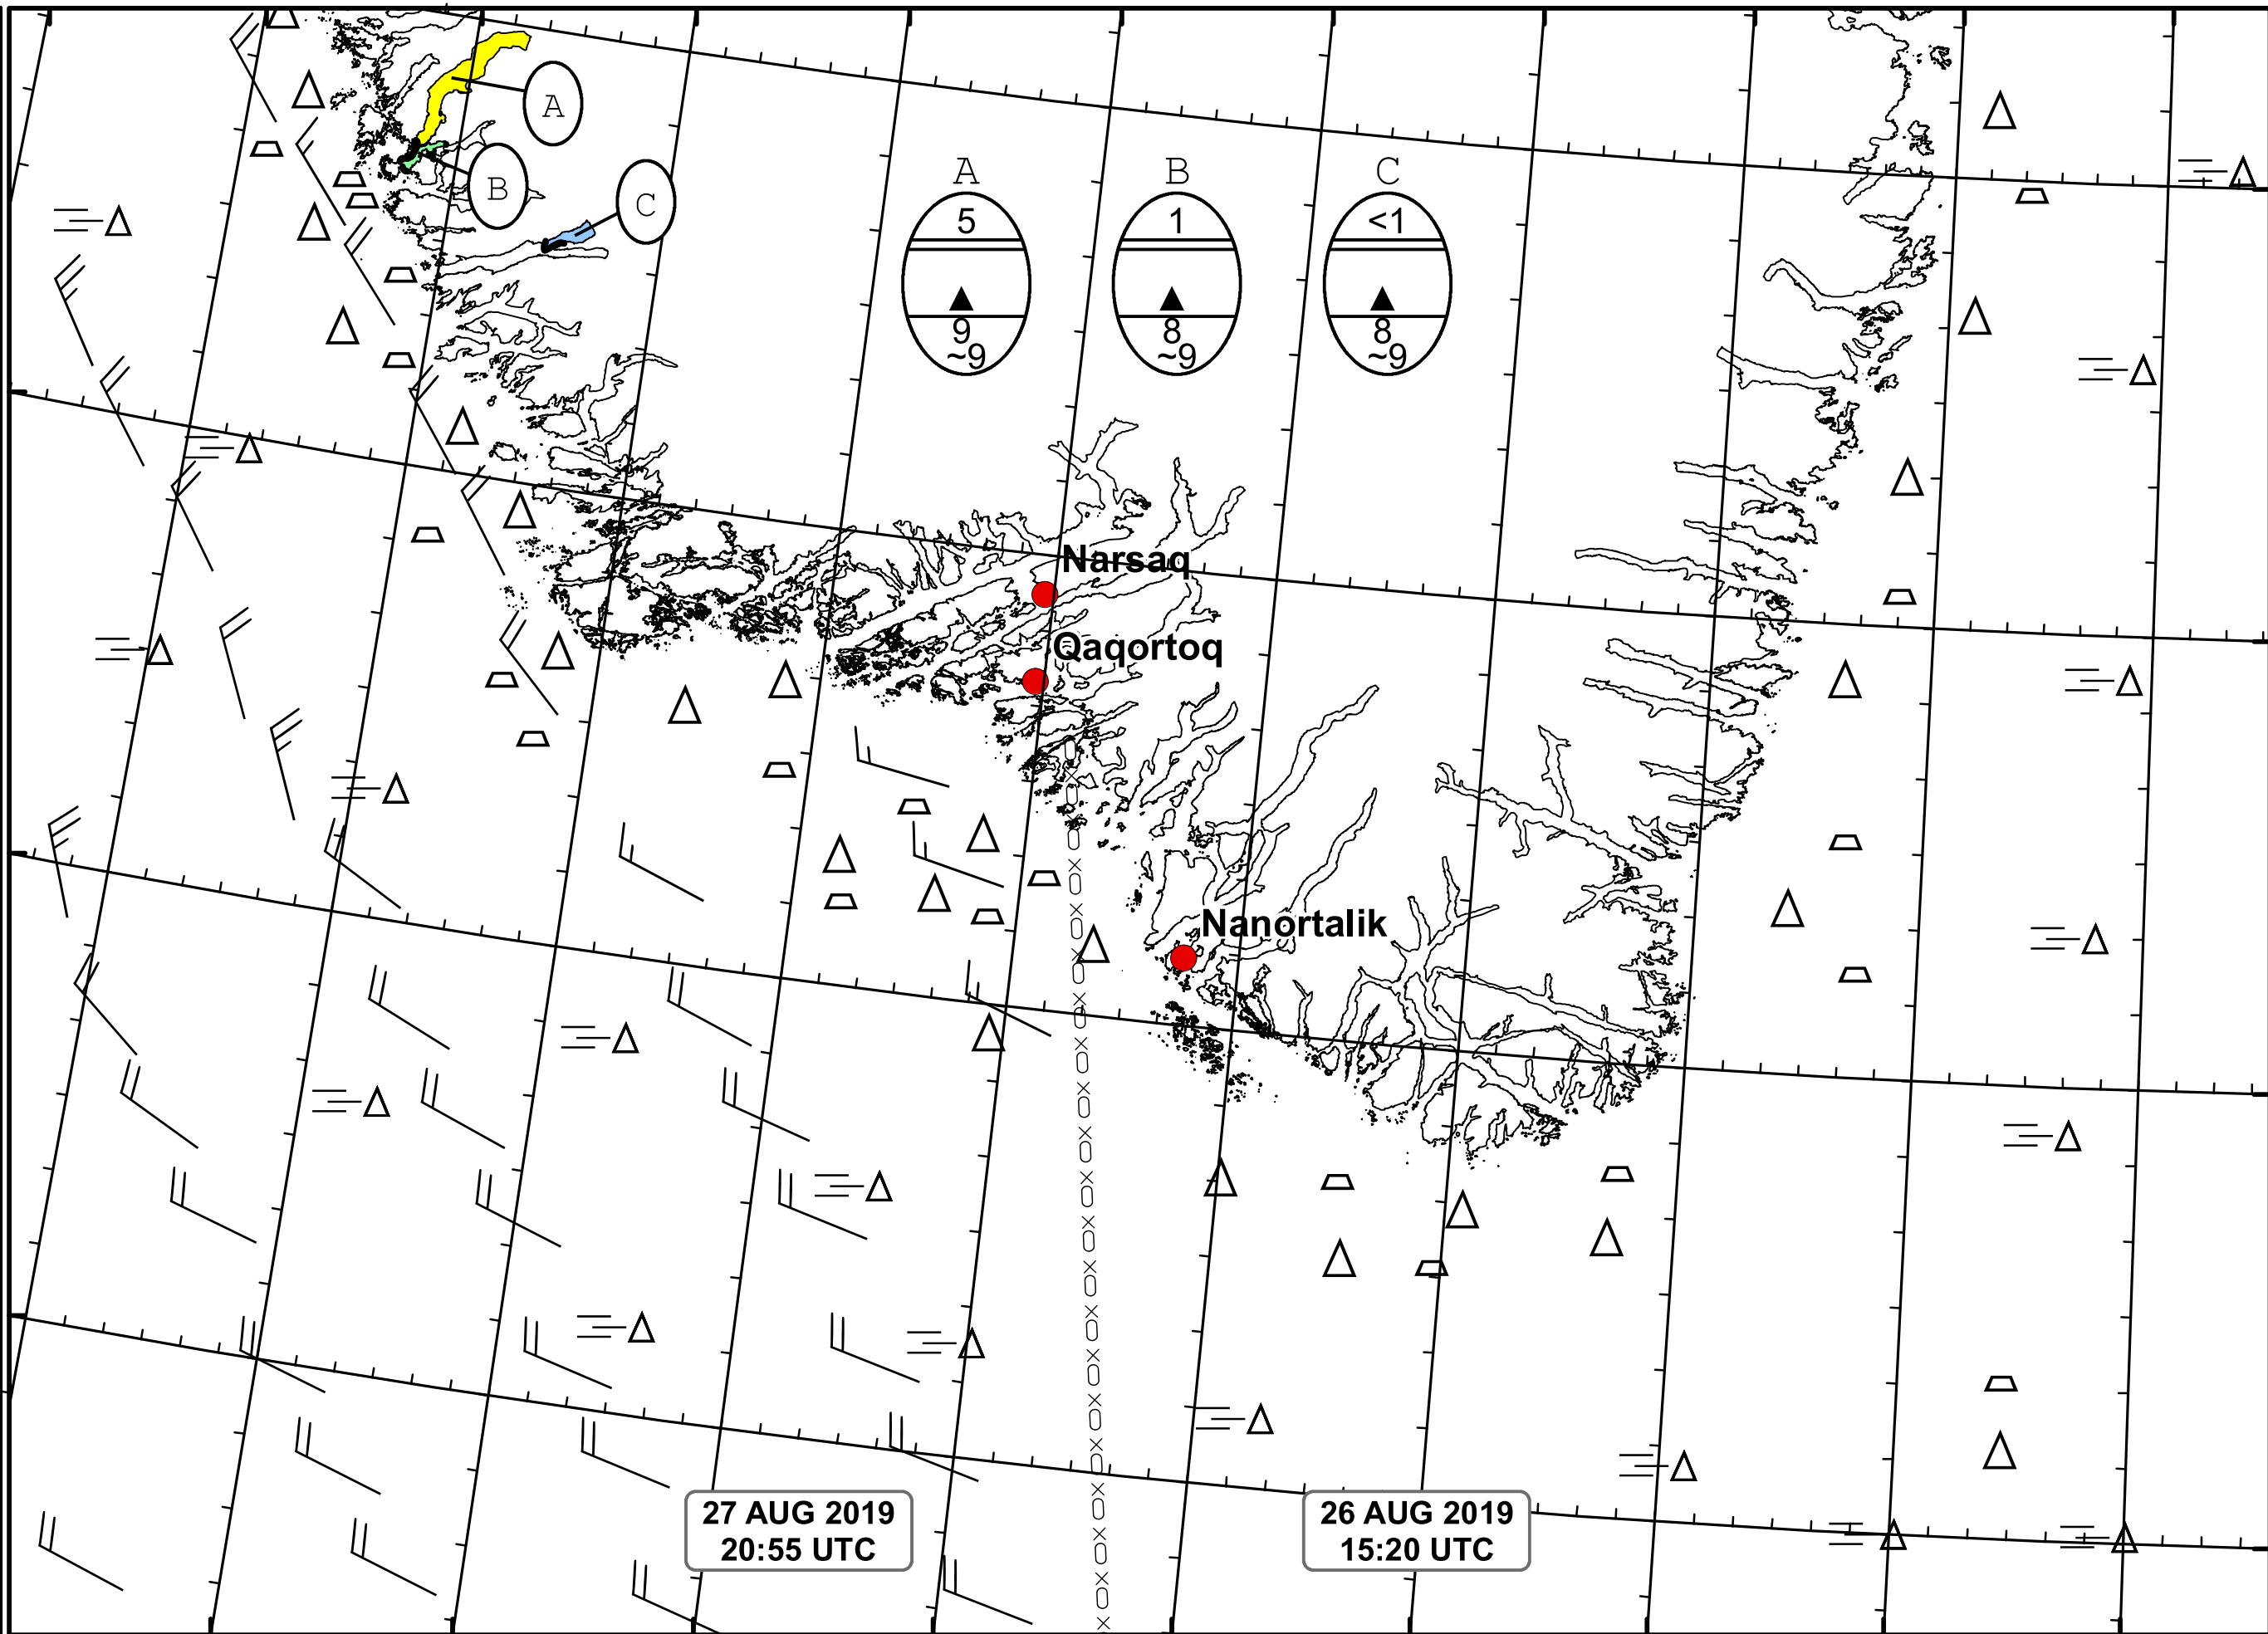 A
B
C
A B C
5 1 <1
9 8 8
~9 ~9 ~9
Narsaq
Qaqortoq
Nanortalik
27 AUG 2019
20:55 UTC
26 AUG 2019
15:20 UTC